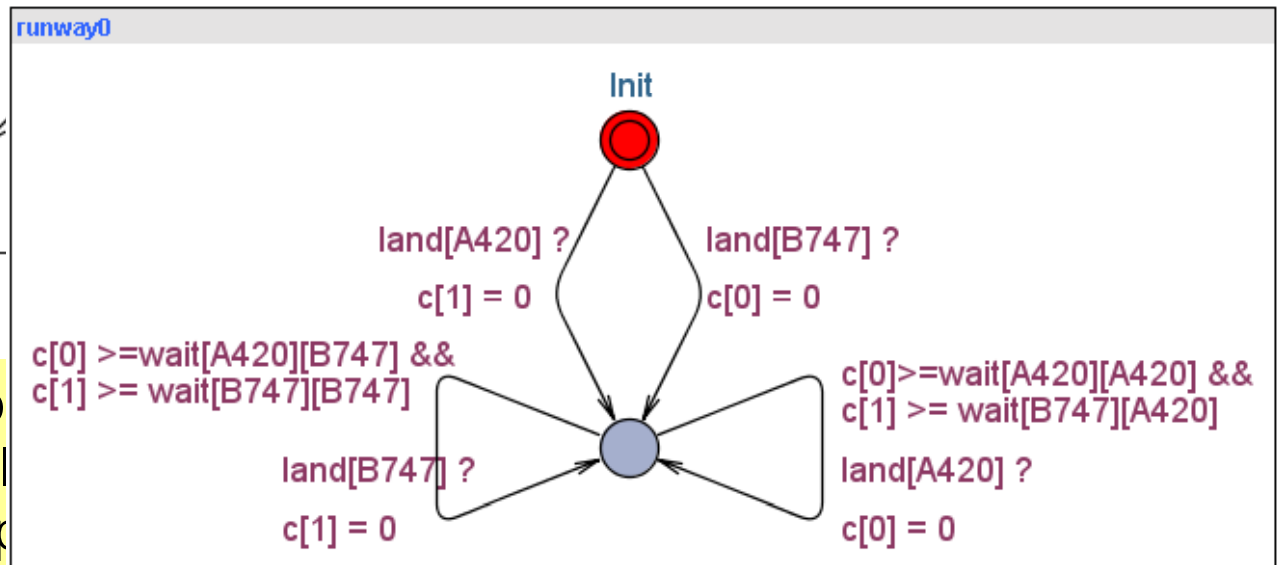 runway0
Init
land[A420] ?
land[B747] ?
c[1] = 0
c[0] = 0
c[0] >=wait[A420][B747] &&
c[1] >= wait[B747][B747]
c[0]>=wait[A420][A420] &&
c[1] >= wait[B747][A420]
land[B747] ?
land[A420] ?
c[1] = 0
c[0] = 0